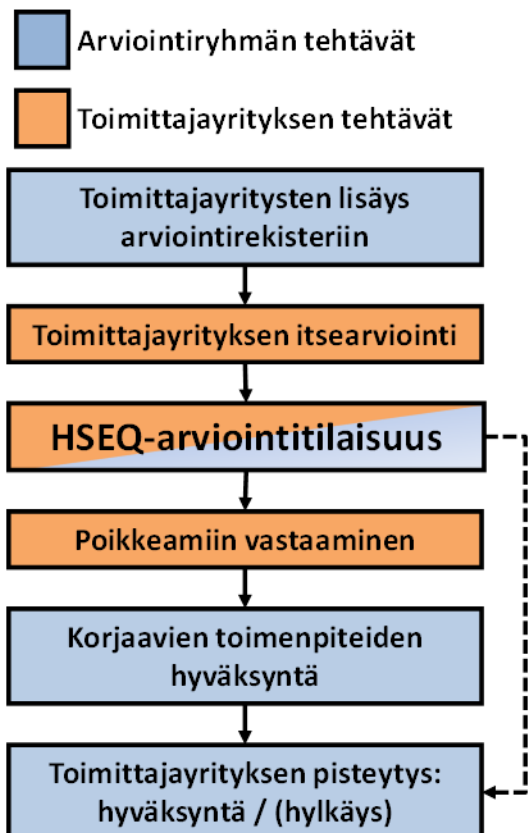 Arviointiryhmän tehtävät
Toimittajayrityksen tehtävät
Toimittajayritysten lisäys
arviointirekisteriin
Toimittajayrityksen itsearviointi
HSEQ-arviointitilaisuus
Poikkeamiin vastaaminen
Korjaavien toimenpiteiden
hyväksyntä
Toimittajayrityksen pisteytys:
hyväksyntä / (hylkäys)